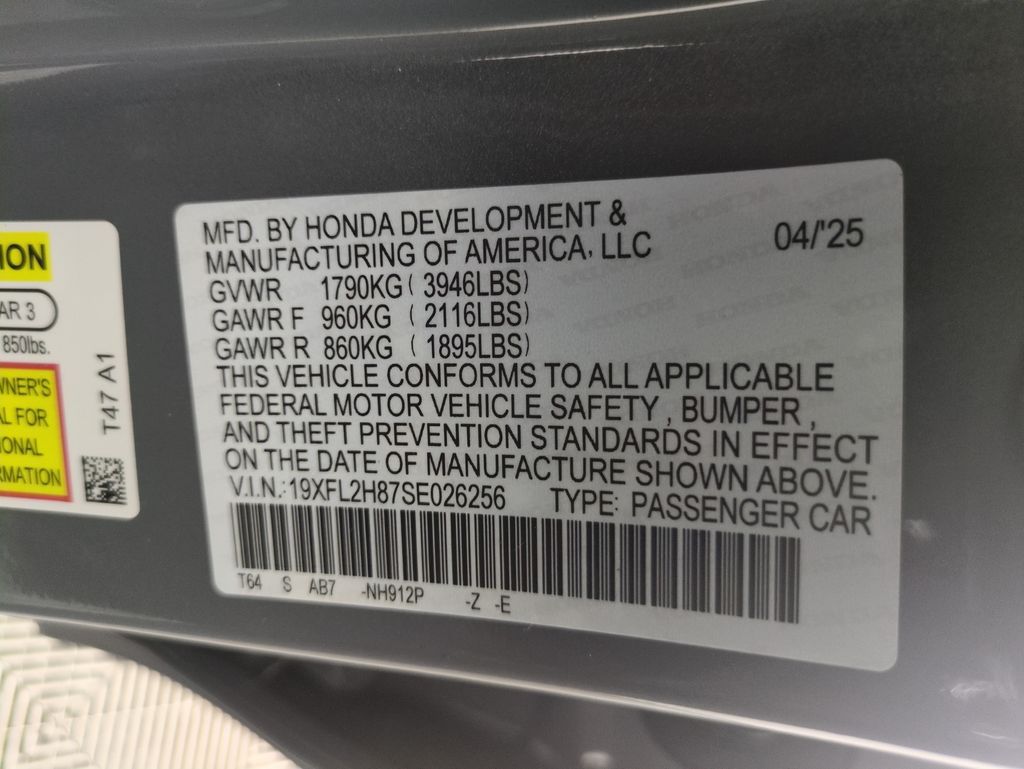 ION
AR 3
850lbs.
WNER'S
AL FOR
IONAL
RMATION
T47 A1
MFD. BY HONDA DEVELOPMENT &
MANUFACTURING OF AMERICA, LLC
04/'25
GVWR 1790KG ( 3946LBS)
GAWR F 960KG ( 2116LBS)
GAWR R 860KG ( 1895LBS)
THIS VEHICLE CONFORMS TO ALL APPLICABLE
FEDERAL MOTOR VEHICLE SAFETY , BUMPER ,
AND THEFT PREVENTION STANDARDS IN EFFECT
ON THE DATE OF MANUFACTURE SHOWN ABOVE.
V.I.N.:19XFL2H87SE026256 TYPE: PASSENGER CAR
T64 S AB7 -NH912P -Z -E